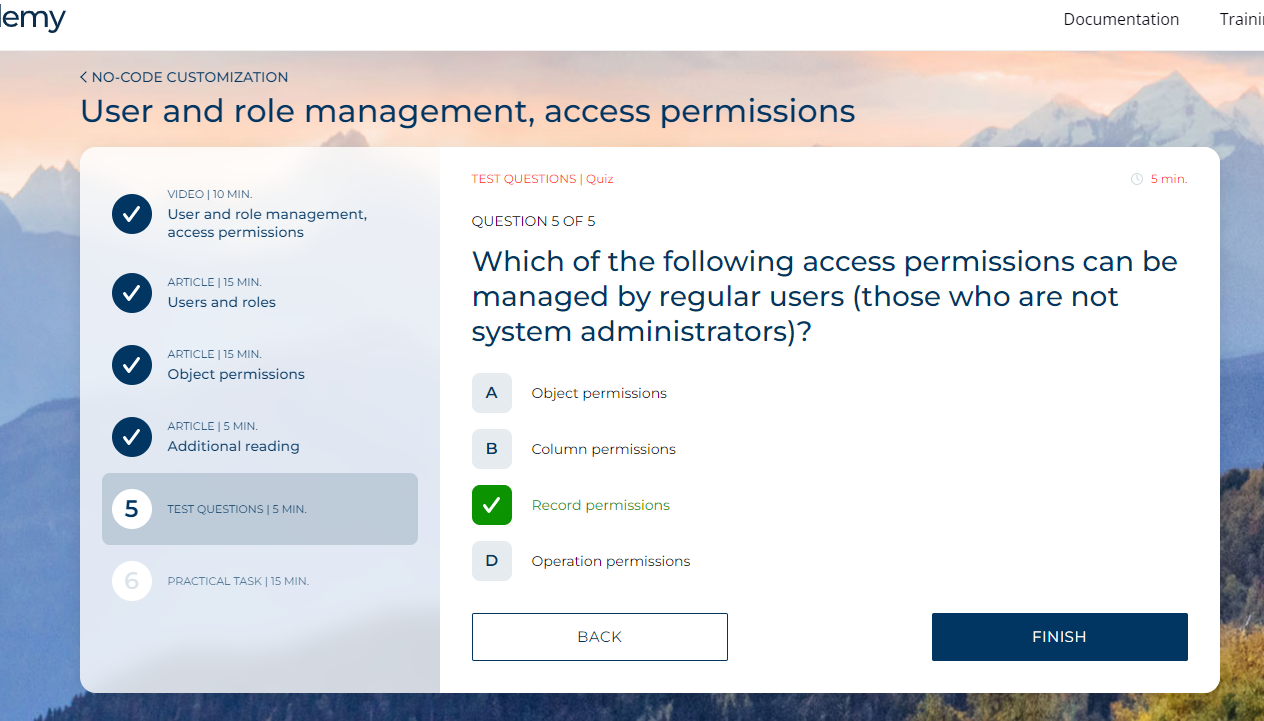 Documentation
NO-CODE CUSTOMIZATION
User and role management, access permissions
VIDEO | 10 MIN.
User and role management,
access permissions
ARTICLE | 15 MIN.
Users and roles
ARTICLE | 15 MIN.
Object permissions
ARTICLE | 5 MIN.
Additional reading
5
TEST QUESTIONS | 5 MIN.
6
PRACTICAL TASK | 15 MIN.
TEST QUESTIONS | Quiz
5 min.
QUESTION 5 OF 5
Which of the following access permissions can be
managed by regular users (those who are not
system administrators)?
A Object permissions
B Column permissions
Record permissions
D Operation permissions
BACK
FINISH